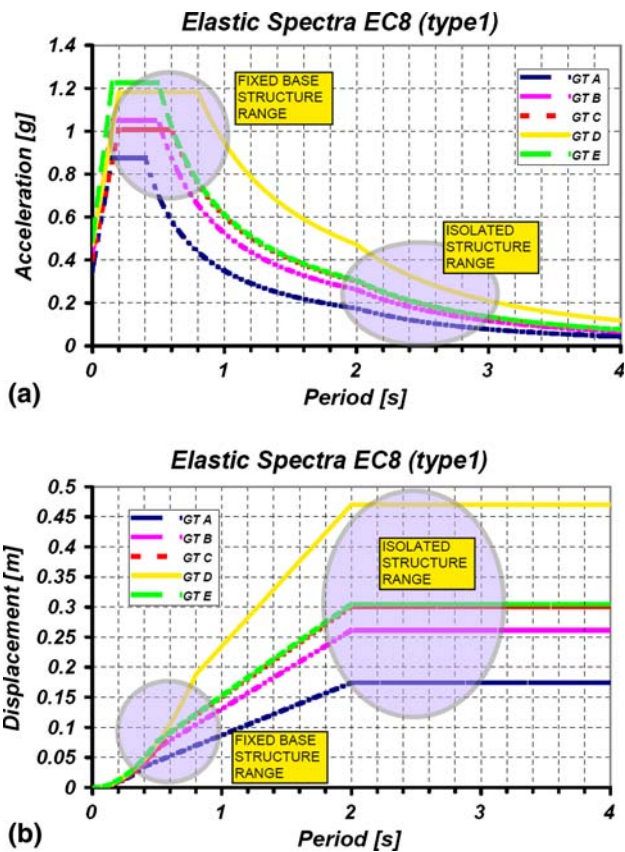 Elastic Spectra EC8 (type1)
Acceleration [g]
1.4
1.2
1
0.8
0.6
0.4
0.2
0
FIXED BASE
STRUCTURE
RANGE
GT A
GT B
GT C
GT D
GT E
ISOLATED
STRUCTURE
RANGE
0 1 2 3 4
Period [s]
(a)
Elastic Spectra EC8 (type1)
Displacement [m]
0.5
0.45
0.4
0.35
0.3
0.25
0.2
0.15
0.1
0.05
0
GT A
GT B
GT C
GT D
GT E
ISOLATED
STRUCTURE
RANGE
FIXED BASE
STRUCTURE
RANGE
0 1 2 3 4
Period [s]
(b)